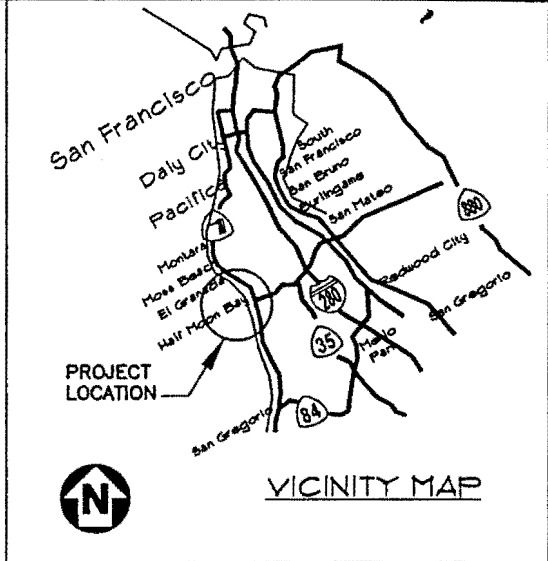 San Francisco
Daly City
Pacifica
South
San Francisco
San Bruno
Burlingame
San Mateo
880
1
Montara
Moss Beach
El Granada
Half Moon Bay
Redwood City
San Gregorio
280
35
Menlo
Park
PROJECT
LOCATION
San Gregorio
84
N
VICINITY MAP